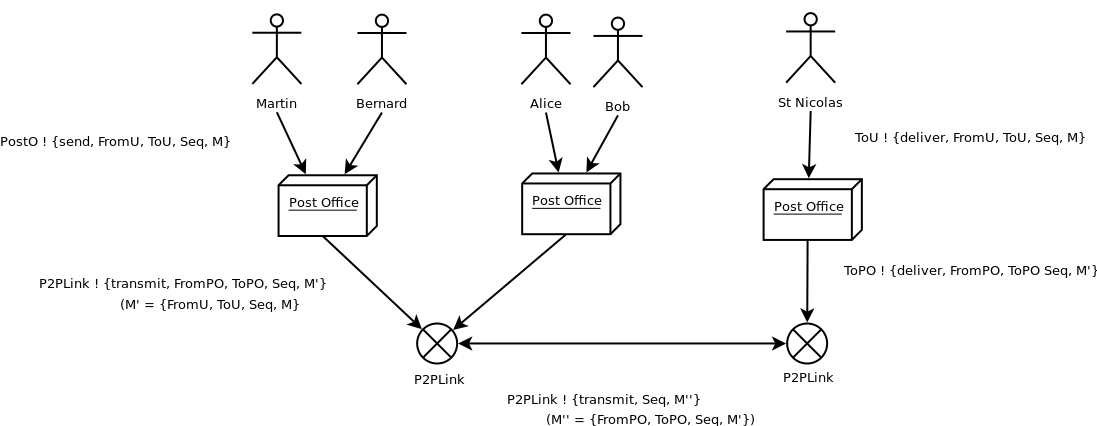 Martin
Bernard
Alice
Bob
St Nicolas
PostO ! {send, FromU, ToU, Seq, M}
ToU ! {deliver, FromU, ToU, Seq, M}
Post Office
Post Office
Post Office
P2PLink ! {transmit, FromPO, ToPO, Seq, M'}
(M' = {FromU, ToU, Seq, M}
ToPO ! {deliver, FromPO, ToPO Seq, M'}
P2PLink
P2PLink
P2PLink ! {transmit, Seq, M''}
(M'' = {FromPO, ToPO, Seq, M'})